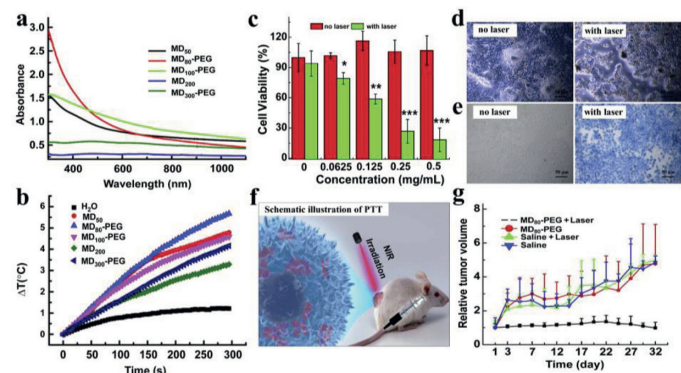 a
MD50
MD80-PEG
MD100-PEG
MD200
MD300-PEG
Absorbance
3.0
2.5
2.0
1.5
1.0
0.5
400 600 800 1000
Wavelength (nm)
b
H2O
MD50
MD80-PEG
MD100-PEG
MD200
MD300-PEG
ΔT(°C)
6
5
4
3
2
1
0
0 50 100 150 200 250 300
Time (s)
c
no laser
with laser
Cell Viability (%)
150
120
90
60
30
0
*
**
***
***
0 0.0625 0.125 0.25 0.5
Concentration (mg/mL)
d
no laser
with laser
e
no laser
with laser
f
Schematic illustration of PTT
NIR
Irradiation
g
MD80-PEG + Laser
MD80-PEG
Saline + Laser
Saline
Relative tumor volume
10
8
6
4
2
0
1 3 7 12 17 22 27 32
Time (day)